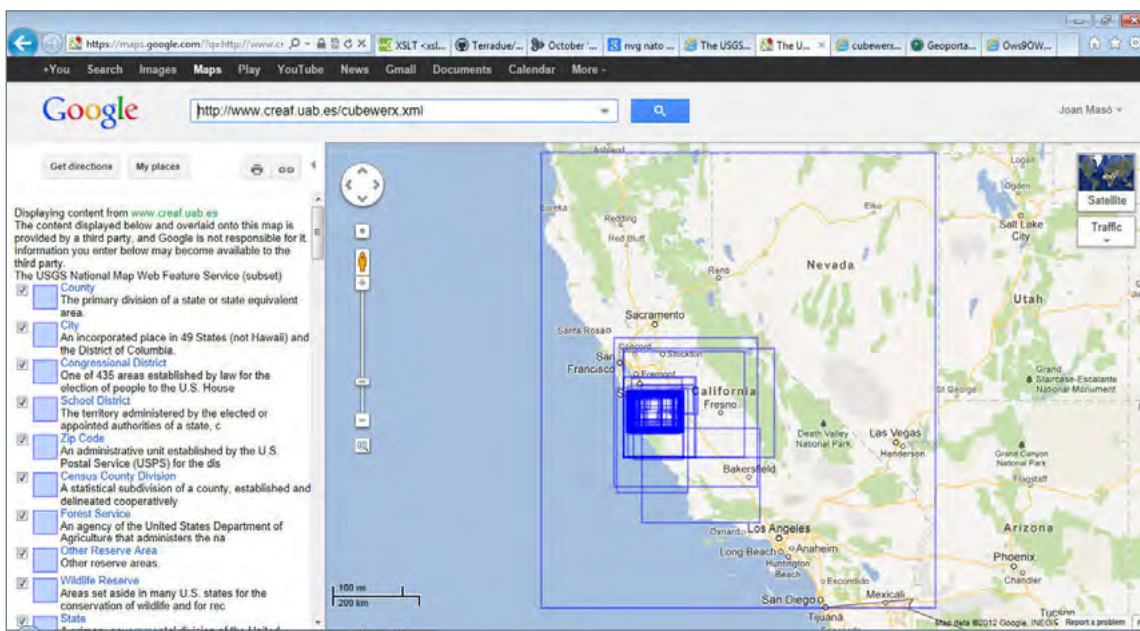 https://maps.google.com/?q=http://www.cr
XSLT <xsl...
Terradue/...
October '...
nvg nato ...
The USGS...
The U...
cubewerx...
Geoporta...
Ows9OW...
+You Search Images Maps Play YouTube News Gmail Documents Calendar More
Google
http://www.creaf.uab.es/cubewerx.xml
Joan Masó
Get directions
My places
Displaying content from www.creaf.uab.es
The content displayed below and overlaid onto this map is
provided by a third party, and Google is not responsible for it.
Information you enter below may become available to the
third party.
The USGS National Map Web Feature Service (subset)
County
The primary division of a state or state equivalent
area.
City
An incorporated place in 49 States (not Hawaii) and
the District of Columbia.
Congressional District
One of 435 areas established by law for the
election of people to the U.S. House
School District
The territory administered by the elected or
appointed authorities of a state, c
Zip Code
An administrative unit established by the U.S.
Postal Service (USPS) for the dis
Census County Division
A statistical subdivision of a county, established and
delineated cooperatively
Forest Service
An agency of the United States Department of
Agriculture that administers the na
Other Reserve Area
Other reserve areas.
Wildlife Reserve
Areas set aside in many U.S. states for the
conservation of wildlife and for rec
State
Satellite
Traffic
Ashland
Eureka
Redding
Red Bluff
Elko
Logan
Ogden
Salt Lake
City
Reno
Nevada
Utah
Sacramento
Santa Rosa
Concord
Stockton
San
Francisco
Fremont
California
Fresno
St George
Grand
Staircase-Escalante
National Monument
Death Valley
National Park
Las Vegas
Henderson
Grand Canyon
National Park
Flagstaff
Bakersfield
Arizona
Oxnard
Los Angeles
Long Beach
Anaheim
Huntington
Beach
Phoenix
Chandler
Escondido
San Diego
Mexicali
Tijuana
Tucson
100 mi
200 km
Map data ©2012 Google, INEGI
Report a problem